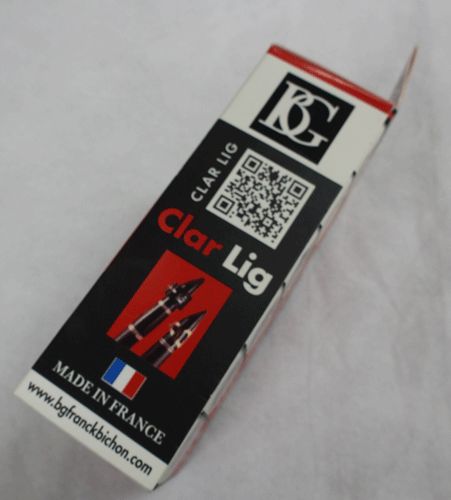 BG
CLAR LIG
Clar Lig
MADE IN FRANCE
www.bgfranckbichon.com